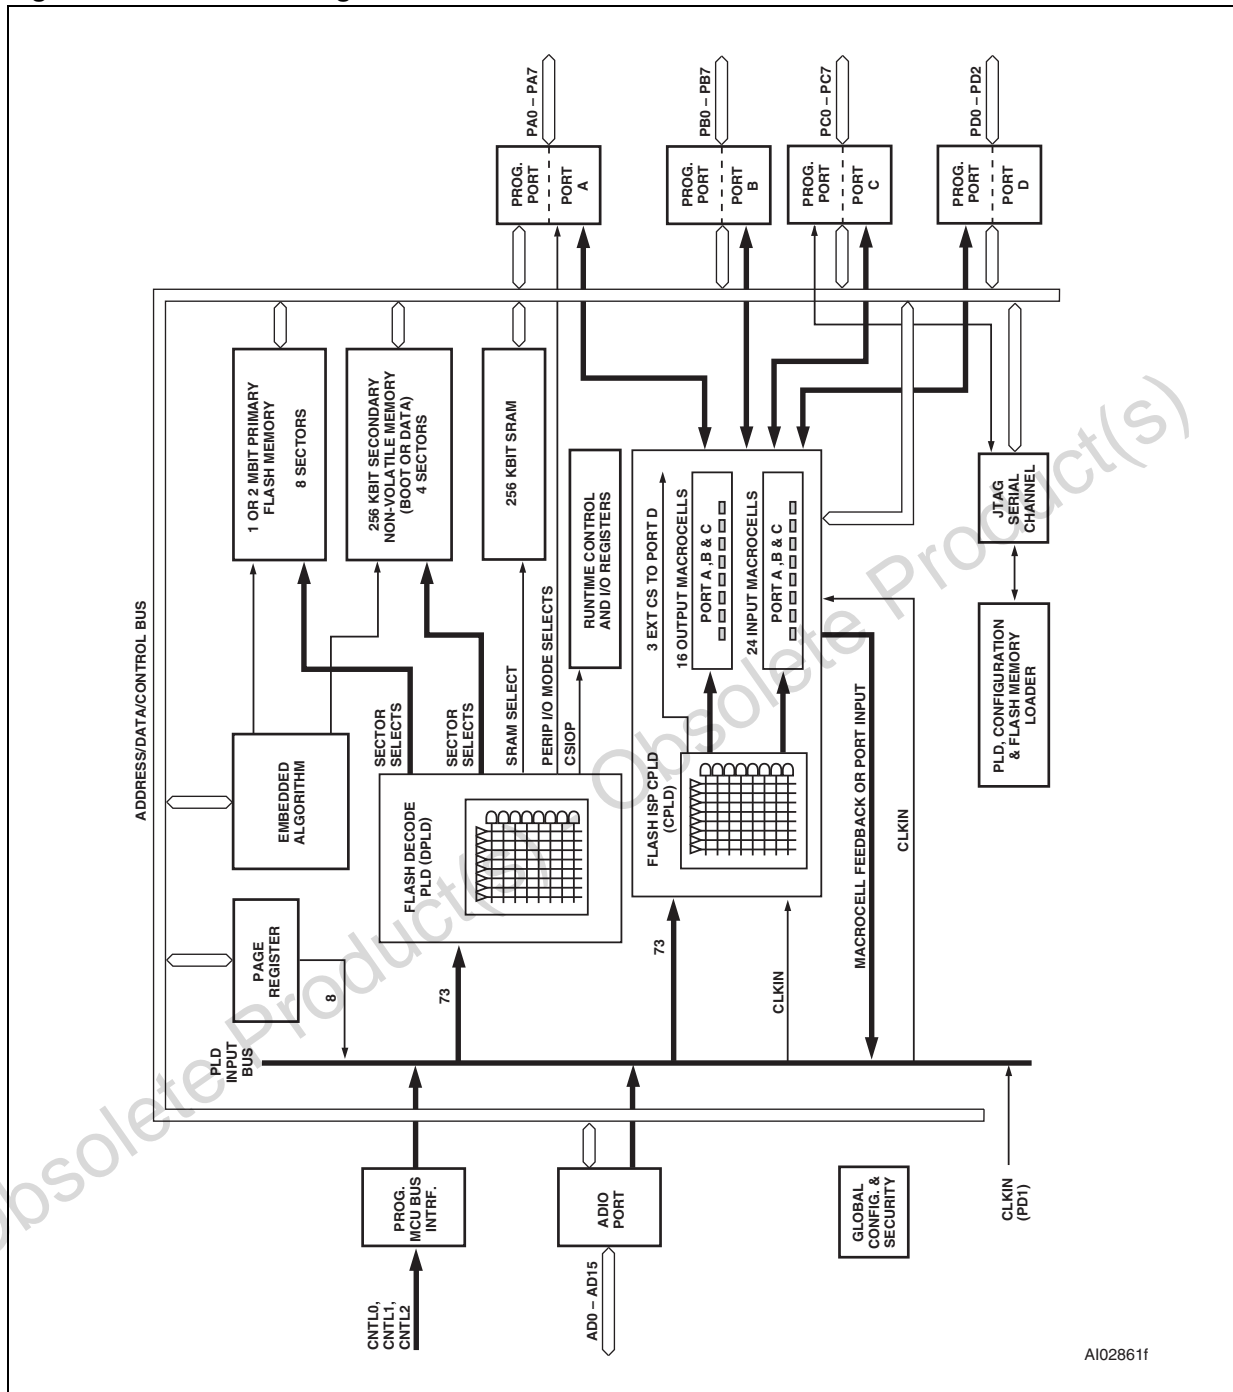 PA0 – PA7
PB0 – PB7
PC0 – PC7
PD0 – PD2
PROG.
PORT
PORT
A
PROG.
PORT
PORT
B
PROG.
PORT
PORT
C
PROG.
PORT
PORT
D
ADDRESS/DATA/CONTROL BUS
1 OR 2 MBIT PRIMARY
FLASH MEMORY
8 SECTORS
256 KBIT SECONDARY
NON-VOLATILE MEMORY
(BOOT OR DATA)
4 SECTORS
256 KBIT SRAM
RUNTIME CONTROL
AND I/O REGISTERS
3 EXT CS TO PORT D
16 OUTPUT MACROCELLS
PORT A ,B & C
24 INPUT MACROCELLS
PORT A ,B & C
JTAG
SERIAL
CHANNEL
PLD, CONFIGURATION
& FLASH MEMORY
LOADER
EMBEDDED
ALGORITHM
SECTOR
SELECTS
SECTOR
SELECTS
SRAM SELECT
PERIP I/O MODE SELECTS
CSIOP
FLASH DECODE
PLD (DPLD)
FLASH ISP CPLD
(CPLD)
MACROCELL FEEDBACK OR PORT INPUT
CLKIN
PAGE
REGISTER
8
73
73
CLKIN
PLD
INPUT
BUS
PROG.
MCU BUS
INTRF.
ADIO
PORT
GLOBAL
CONFIG. &
SECURITY
CLKIN
(PD1)
CNTL0,
CNTL1,
CNTL2
AD0 – AD15
AI02861f
Obsolete Product(s) - Obsolete Product(s)